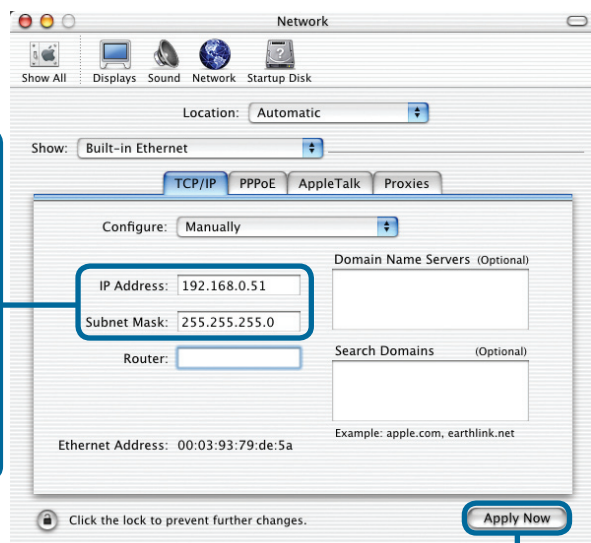 Network
Show All Displays Sound Network Startup Disk
Location: Automatic
Show: Built-in Ethernet
TCP/IP PPPoE AppleTalk Proxies
Configure: Manually
Domain Name Servers (Optional)
IP Address: 192.168.0.51
Subnet Mask: 255.255.255.0
Router:
Search Domains (Optional)
Example: apple.com, earthlink.net
Ethernet Address: 00:03:93:79:de:5a
Click the lock to prevent further changes.
Apply Now